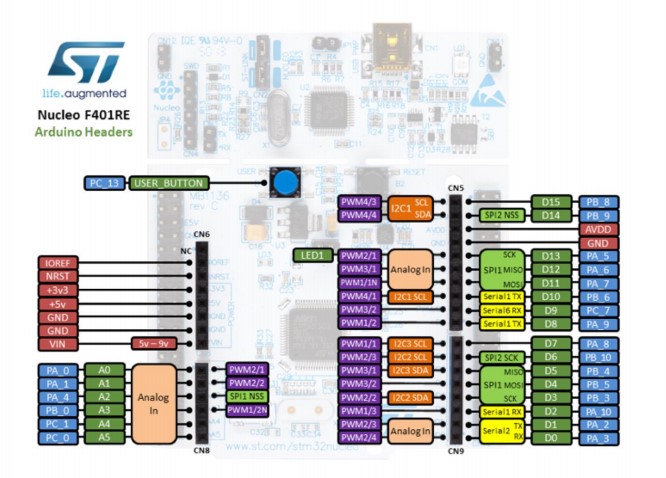 ST
life.augmented
Nucleo F401RE
Arduino Headers
PC_13 USER_BUTTON
CN6
NC
IOREF
NRST
+3v3
+5v
GND
GND
VIN 5v – 9v
PA_0 A0 PWM2/1
PA_1 A1 PWM2/2
PA_4 A2 SPI1 NSS
PB_0 A3 PWM1/2N
PC_1 A4
PC_0 A5
Analog In
CN8
CN5
PWM4/3 I2C1 SCL D15 PB_8
PWM4/4 SDA SPI2 NSS D14 PB_9
AVDD
GND
LED1 PWM2/1 SCK D13 PA_5
PWM3/1 Analog In SPI1 MISO D12 PA_6
PWM1/1N MOSI D11 PA_7
PWM4/1 I2C1 SCL Serial1 TX D10 PB_6
PWM3/2 Serial6 RX D9 PC_7
PWM1/2 Serial1 TX D8 PA_9
PWM1/1 I2C3 SCL D7 PA_8
PWM2/3 I2C2 SCL SPI2 SCK D6 PB_10
PWM3/1 I2C3 SDA MISO D5 PB_4
PWM3/2 SPI1 MOSI D4 PB_5
PWM2/2 I2C2 SDA SCK D3 PB_3
PWM1/3 Serial1 RX D2 PA_10
PWM2/3 Analog In Serial2 TX D1 PA_2
PWM2/4 RX D0 PA_3
CN9
USER
RESET
MB1136
rev C
www.st.com/stm32nucleo